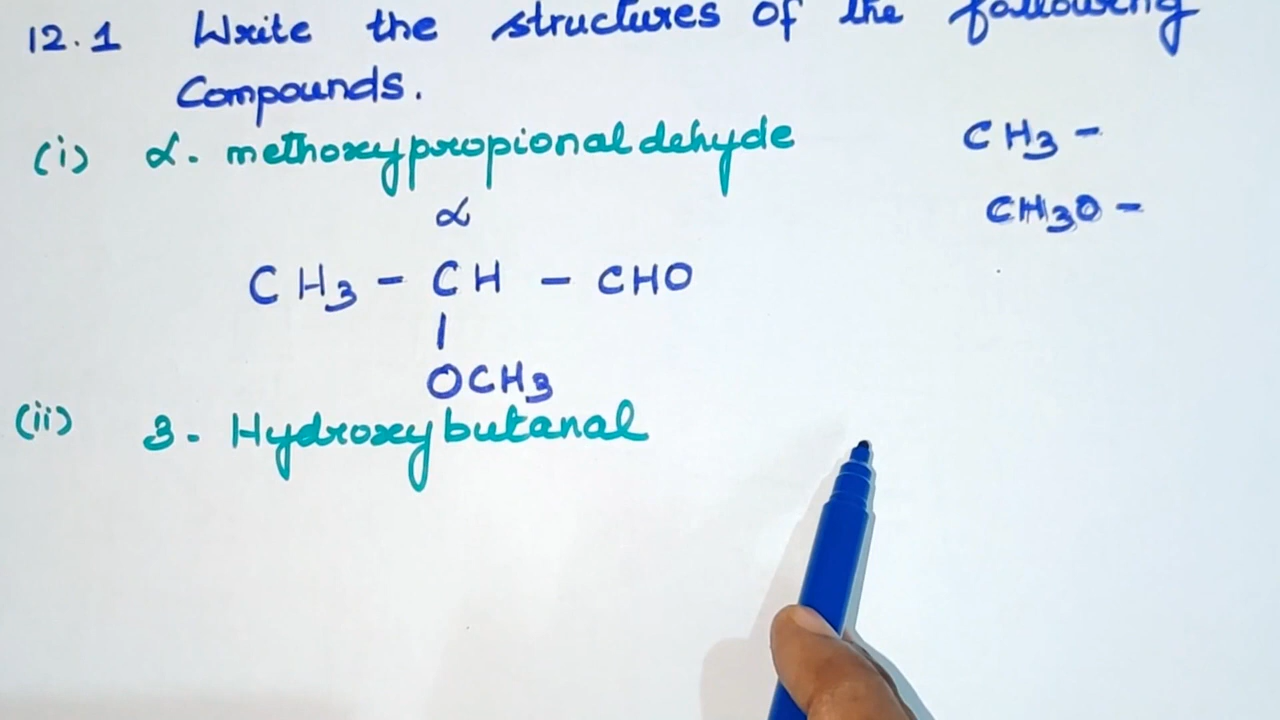 12.1 Write the structures of the following
Compounds.
(i) α. methoxypropionaldehyde
CH3 -
CH3O -
α
CH3 - CH - CHO
|
OCH3
(ii) 3. Hydroxybutanal